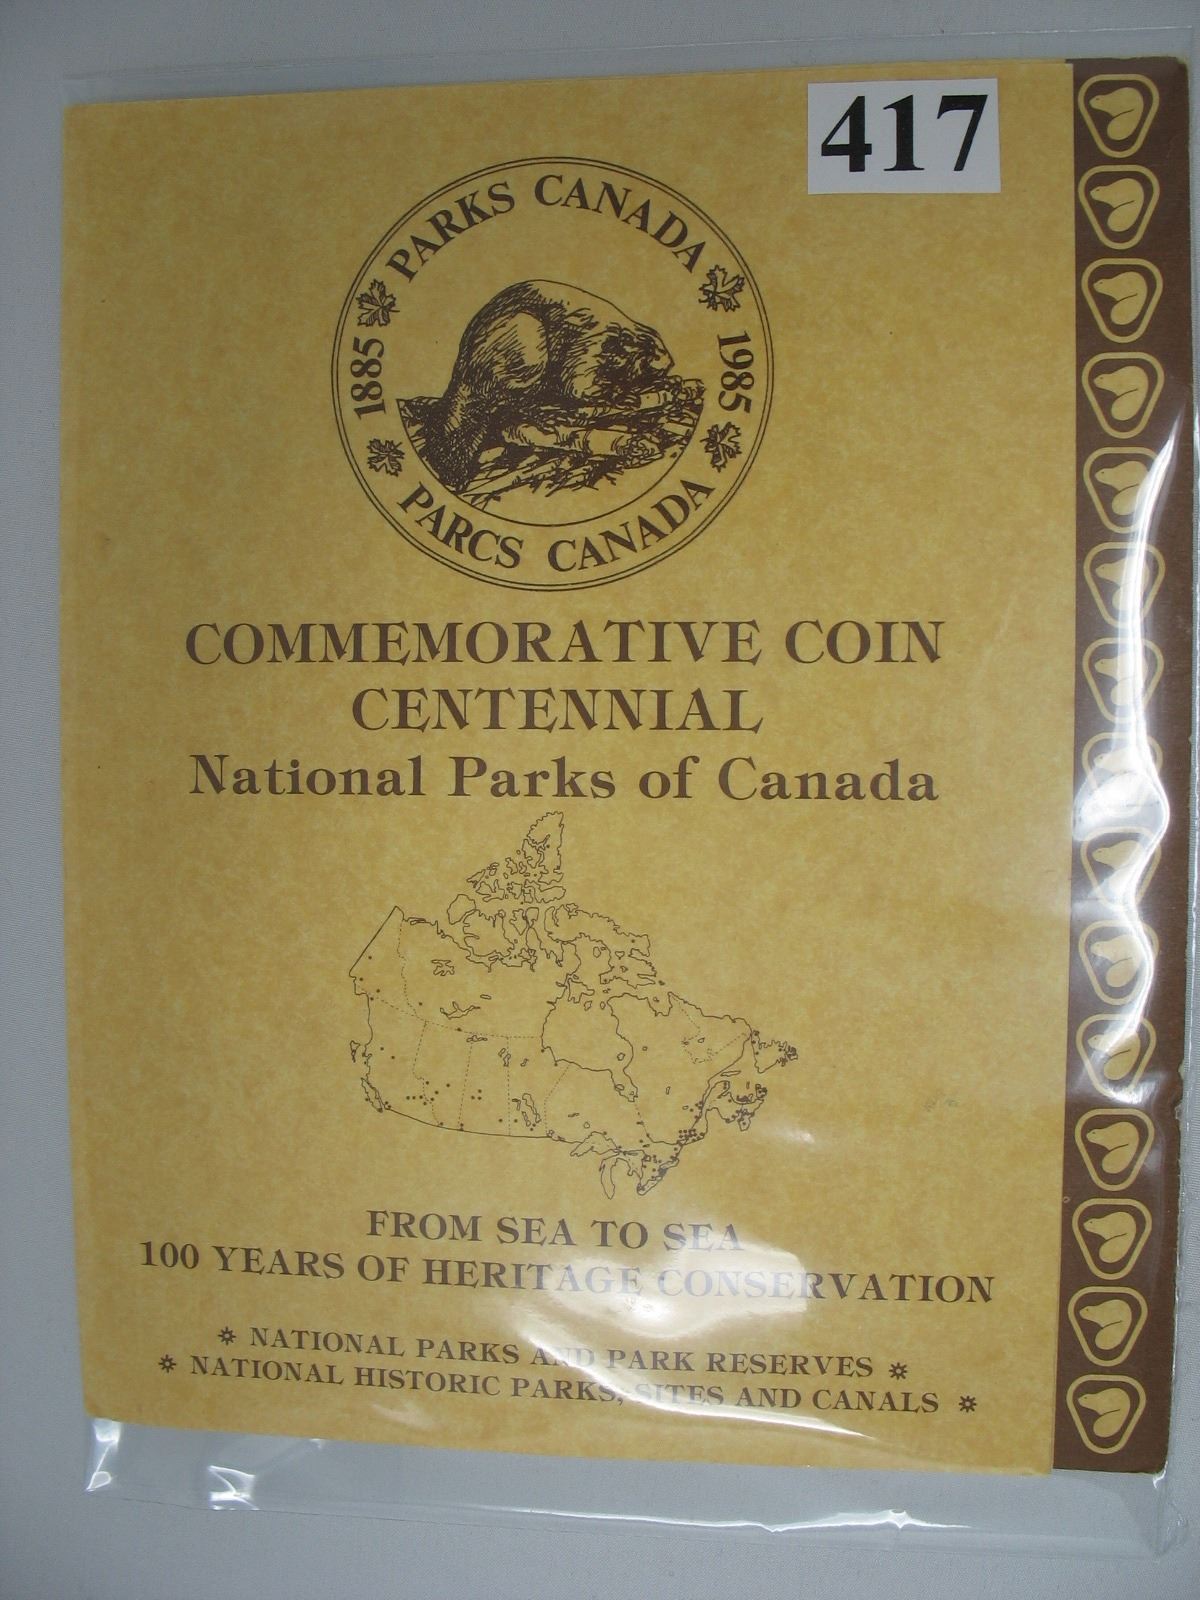 417
PARKS CANADA
1885
1985
PARCS CANADA
COMMEMORATIVE COIN
CENTENNIAL
National Parks of Canada
FROM SEA TO SEA
100 YEARS OF HERITAGE CONSERVATION
NATIONAL PARKS AND PARK RESERVES
NATIONAL HISTORIC PARKS, SITES AND CANALS